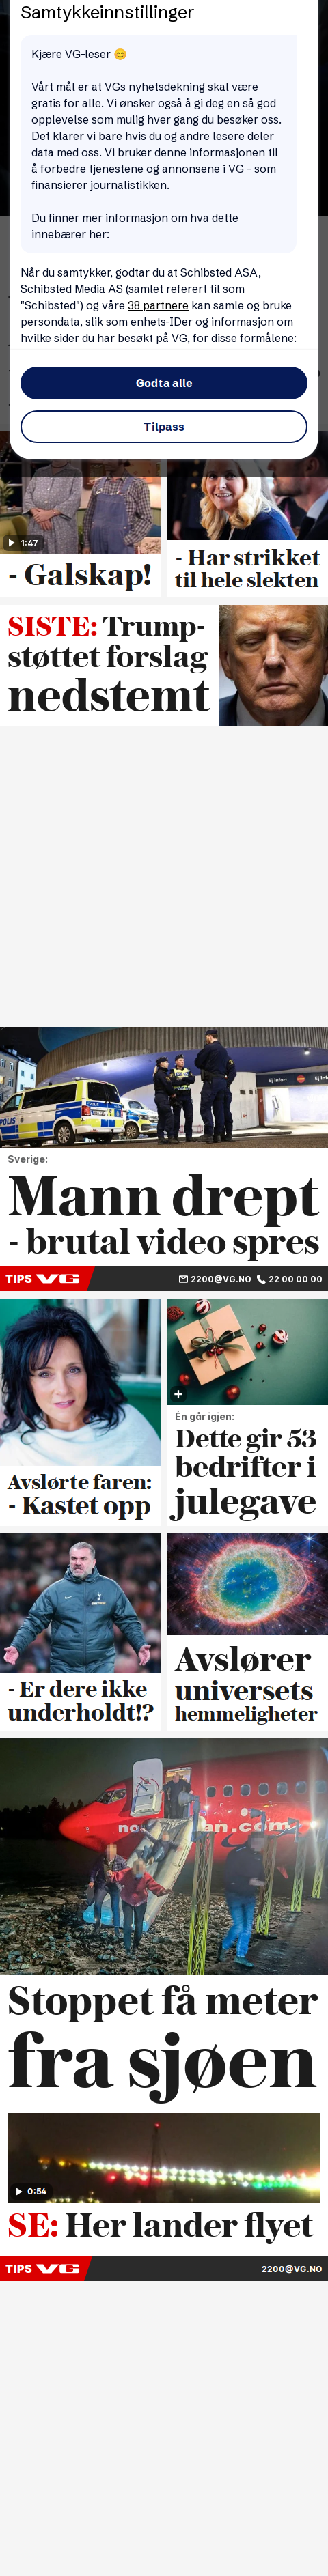 Samtykkeinnstillinger
Kjære VG-leser 😊
Vårt mål er at VGs nyhetsdekning skal være
gratis for alle. Vi ønsker også å gi deg en så god
opplevelse som mulig hver gang du besøker oss.
Det klarer vi bare hvis du og andre lesere deler
data med oss. Vi bruker denne informasjonen til
å forbedre tjenestene og annonsene i VG - som
finansierer journalistikken.
Du finner mer informasjon om hva dette
innebærer her:
Når du samtykker, godtar du at Schibsted ASA,
Schibsted Media AS (samlet referert til som
"Schibsted") og våre 38 partnere kan samle og bruke
persondata, slik som enhets-IDer og informasjon om
hvilke sider du har besøkt på VG, for disse formålene:
Godta alle
Tilpass
1:47
- Galskap!
- Har strikket
til hele slekten
SISTE: Trump-
støttet forslag
nedstemt
Ej infart
Ej
Sverige:
Mann drept
- brutal video spres
TIPS VG 2200@VG.NO 22 00 00 00
Avslørte faren:
- Kastet opp
Én går igjen:
Dette gir 53
bedrifter i
julegave
- Er dere ikke
underholdt!?
Avslører
universets
hemmeligheter
Stoppet få meter
fra sjøen
0:54
SE: Her lander flyet
TIPS VG 2200@VG.NO